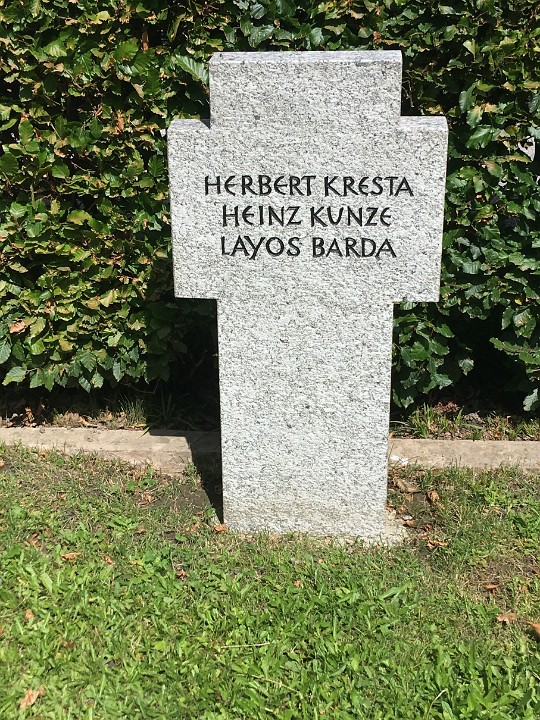 HERBERT KRESTA
HEINZ KUNZE
LAYOS BARDA